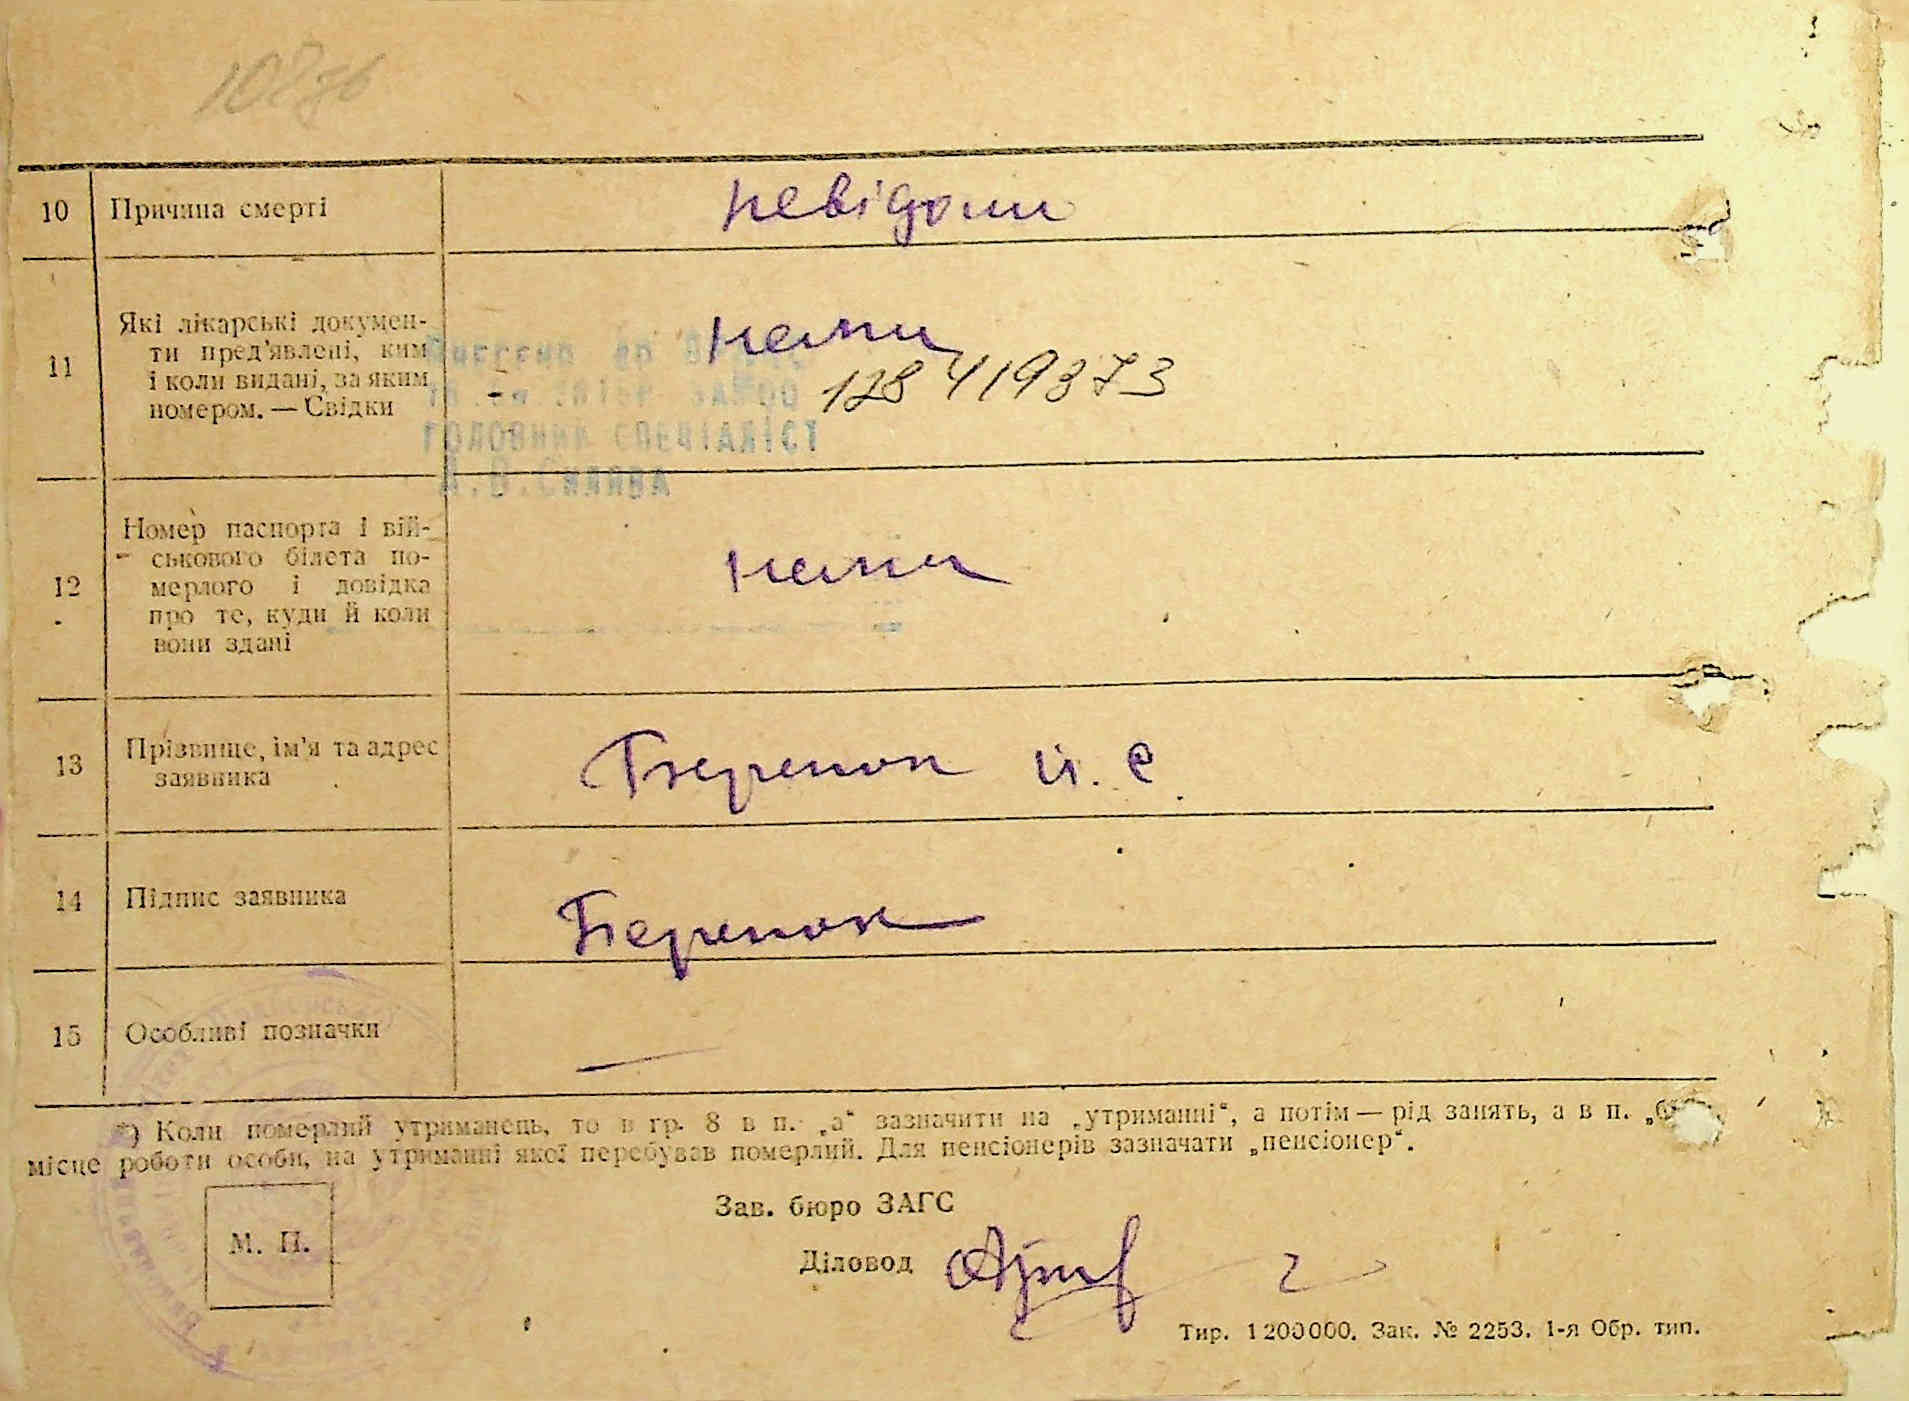 10
Причина смерті
невідоми
11
Які лікарські докумен-
ти пред'явлені, ким
і коли видані, за яким
номером. — Свідки
неми
128 419373
ГОЛОВНИЙ СПЕЦІАЛІСТ
12
Номер паспорта і вій-
ськового білета по-
мерлого і довідка
про те, куди й коли
вони здані
неми
13
Прізвище, ім'я та адрес
заявника
14
Підпис заявника
15
Особливі позначки
—
*) Коли померлий утриманець, то в гр. 8 в п. „а“ зазначити на „утриманні“, а потім — рід занять, а в п.
місце роботи особи, на утриманні якої перебував померлий. Для пенсіонерів зазначати „пенсіонер“.
М. П.
Зав. бюро ЗАГС
Діловод
Тир. 1200000. Зак. № 2253. 1-я Обр. тип.